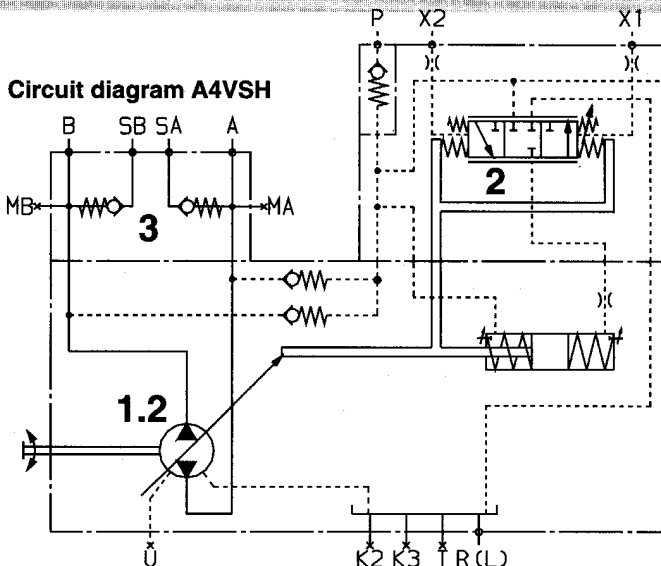 P X2 X1
Circuit diagram A4VSH
B SB SA A
MB MA
3
2
1.2
U K2 K3 T R(L)